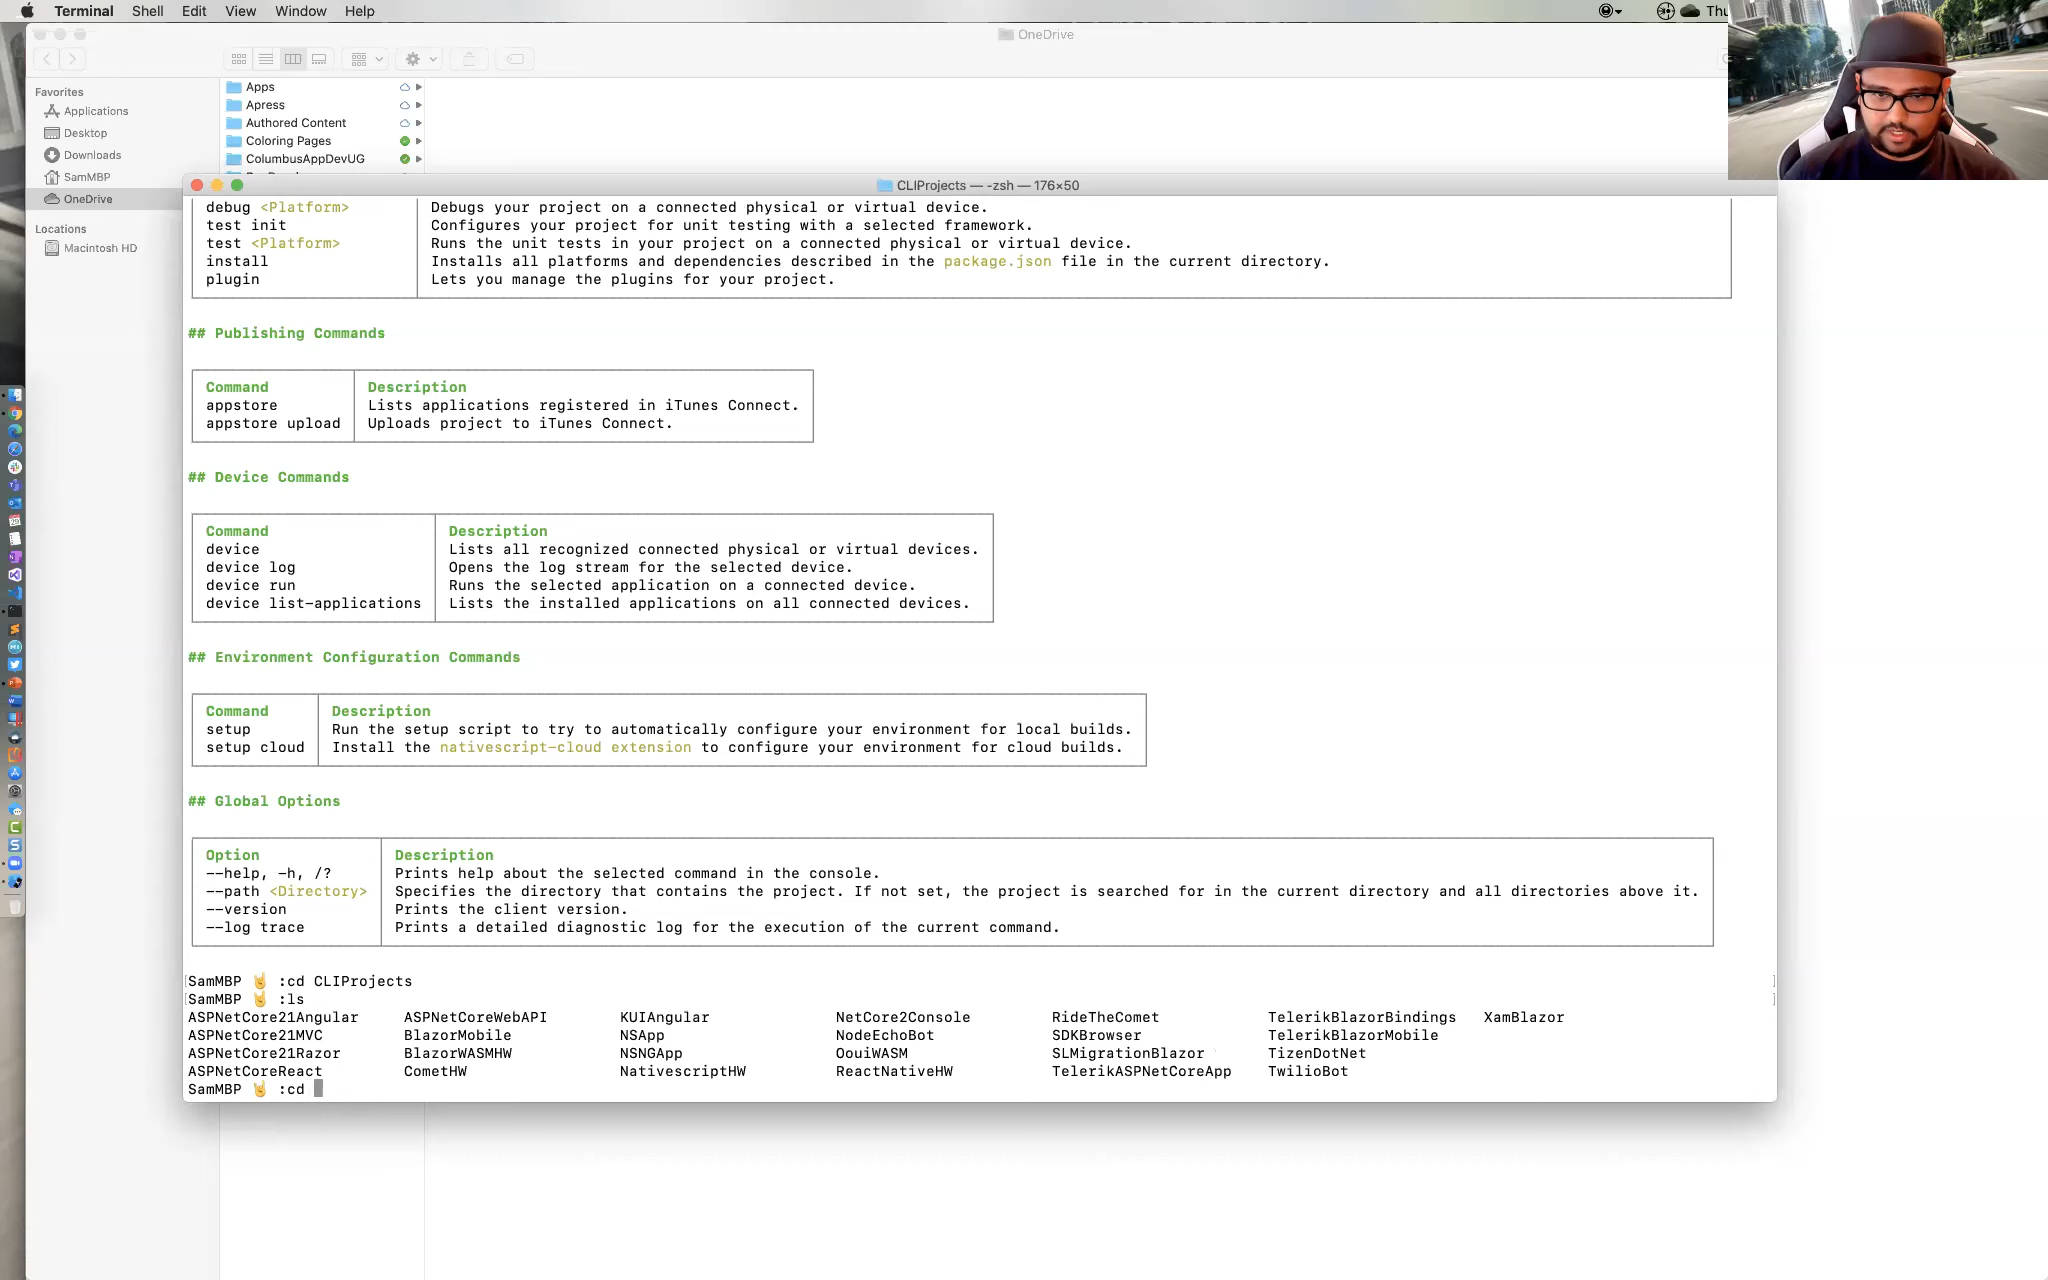 Terminal Shell Edit View Window Help
Thu
OneDrive
Favorites
Applications
Desktop
Downloads
SamMBP
OneDrive
Locations
Macintosh HD
Apps
Apress
Authored Content
Coloring Pages
ColumbusAppDevUG
CLIProjects — -zsh — 176×50
debug <Platform> Debugs your project on a connected physical or virtual device.
test init Configures your project for unit testing with a selected framework.
test <Platform> Runs the unit tests in your project on a connected physical or virtual device.
install Installs all platforms and dependencies described in the package.json file in the current directory.
plugin Lets you manage the plugins for your project.
## Publishing Commands
Command Description
appstore Lists applications registered in iTunes Connect.
appstore upload Uploads project to iTunes Connect.
## Device Commands
Command Description
device Lists all recognized connected physical or virtual devices.
device log Opens the log stream for the selected device.
device run Runs the selected application on a connected device.
device list-applications Lists the installed applications on all connected devices.
## Environment Configuration Commands
Command Description
setup Run the setup script to try to automatically configure your environment for local builds.
setup cloud Install the nativescript-cloud extension to configure your environment for cloud builds.
## Global Options
Option Description
--help, -h, /? Prints help about the selected command in the console.
--path <Directory> Specifies the directory that contains the project. If not set, the project is searched for in the current directory and all directories above it.
--version Prints the client version.
--log trace Prints a detailed diagnostic log for the execution of the current command.
SamMBP 🤘 :cd CLIProjects
SamMBP 🤘 :ls
ASPNetCore21Angular ASPNetCoreWebAPI KUIAngular NetCore2Console RideTheComet TelerikBlazorBindings XamBlazor
ASPNetCore21MVC BlazorMobile NSApp NodeEchoBot SDKBrowser TelerikBlazorMobile
ASPNetCore21Razor BlazorWASMHW NSNGApp OouiWASM SLMigrationBlazor TizenDotNet
ASPNetCoreReact CometHW NativescriptHW ReactNativeHW TelerikASPNetCoreApp TwilioBot
SamMBP 🤘 :cd